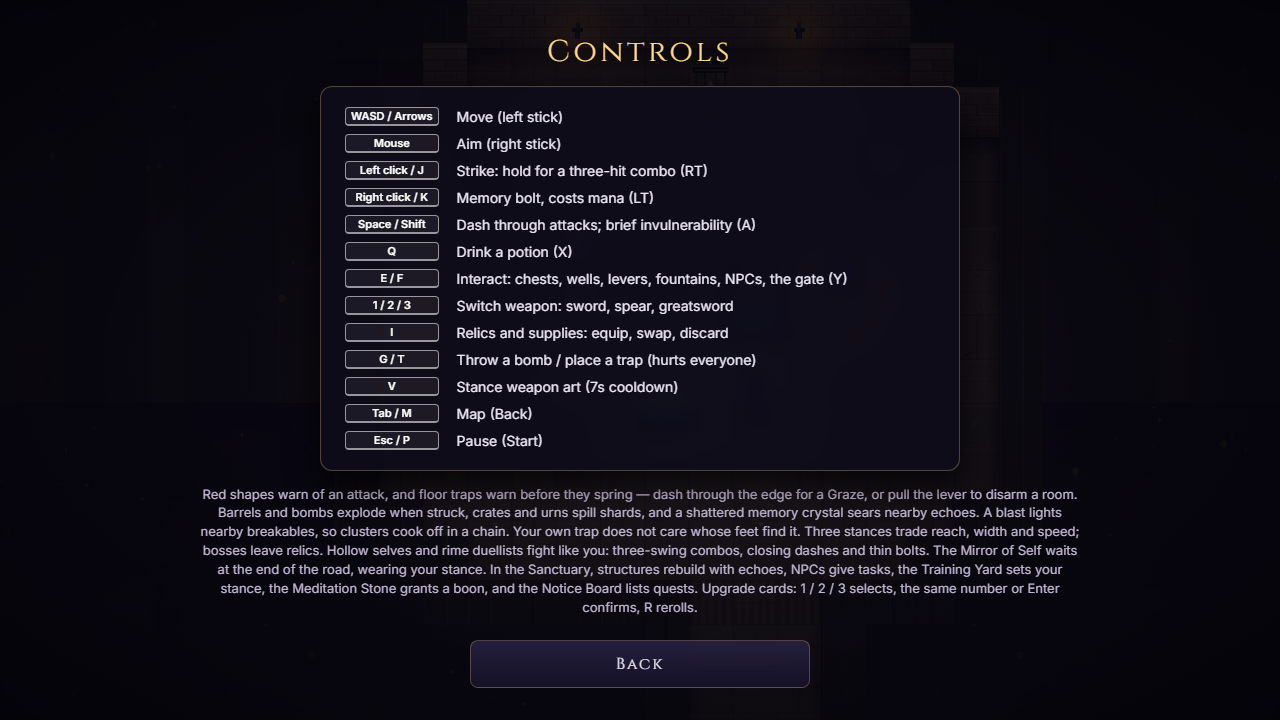 Controls
WASD / Arrows Move (left stick)
Mouse Aim (right stick)
Left click / J Strike: hold for a three-hit combo (RT)
Right click / K Memory bolt, costs mana (LT)
Space / Shift Dash through attacks; brief invulnerability (A)
Q Drink a potion (X)
E / F Interact: chests, wells, levers, fountains, NPCs, the gate (Y)
1 / 2 / 3 Switch weapon: sword, spear, greatsword
I Relics and supplies: equip, swap, discard
G / T Throw a bomb / place a trap (hurts everyone)
V Stance weapon art (7s cooldown)
Tab / M Map (Back)
Esc / P Pause (Start)
Red shapes warn of an attack, and floor traps warn before they spring — dash through the edge for a Graze, or pull the lever to disarm a room.
Barrels and bombs explode when struck, crates and urns spill shards, and a shattered memory crystal sears nearby echoes. A blast lights
nearby breakables, so clusters cook off in a chain. Your own trap does not care whose feet find it. Three stances trade reach, width and speed;
bosses leave relics. Hollow selves and rime duellists fight like you: three-swing combos, closing dashes and thin bolts. The Mirror of Self waits
at the end of the road, wearing your stance. In the Sanctuary, structures rebuild with echoes, NPCs give tasks, the Training Yard sets your
stance, the Meditation Stone grants a boon, and the Notice Board lists quests. Upgrade cards: 1 / 2 / 3 selects, the same number or Enter
confirms, R rerolls.
Back